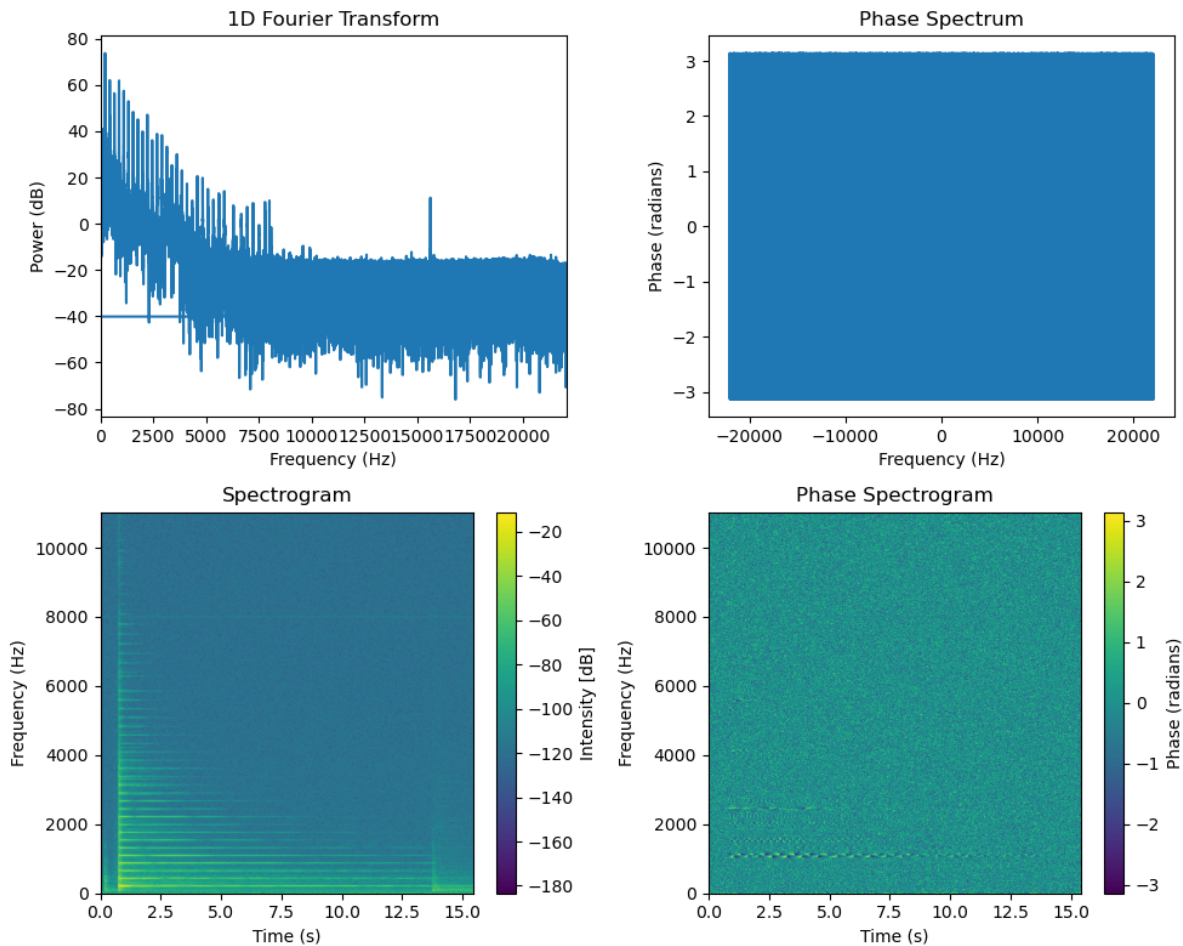 1D Fourier Transform
80
60
40
20
0
−20
−40
−60
−80
Power (dB)
0 2500 5000 7500 10000 12500 15000 17500 20000
Frequency (Hz)
Phase Spectrum
3
2
1
0
−1
−2
−3
Phase (radians)
−20000 −10000 0 10000 20000
Frequency (Hz)
Spectrogram
10000
8000
6000
4000
2000
0
Frequency (Hz)
0.0 2.5 5.0 7.5 10.0 12.5 15.0
Time (s)
−20
−40
−60
−80
−100
−120
−140
−160
−180
Intensity [dB]
Phase Spectrogram
10000
8000
6000
4000
2000
0
Frequency (Hz)
0.0 2.5 5.0 7.5 10.0 12.5 15.0
Time (s)
3
2
1
0
−1
−2
−3
Phase (radians)